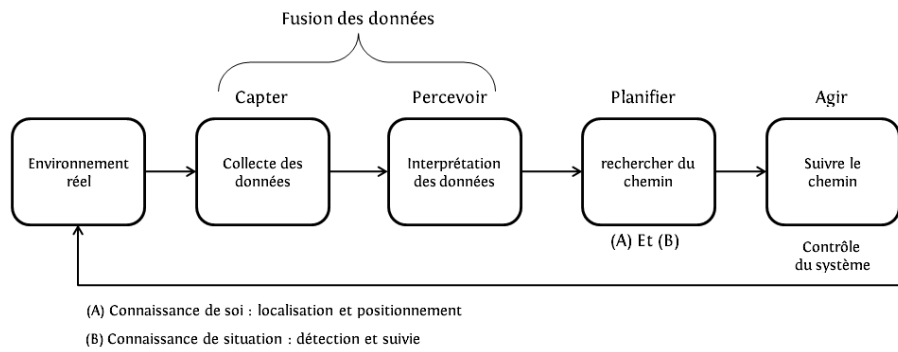 Fusion des données
Capter
Percevoir
Planifier
Agir
Environnement
réel
Collecte des
données
Interprétation
des données
rechercher du
chemin
Suivre le
chemin
(A) Et (B)
Contrôle
du système
(A) Connaissance de soi : localisation et positionnement
(B) Connaissance de situation : détection et suivie